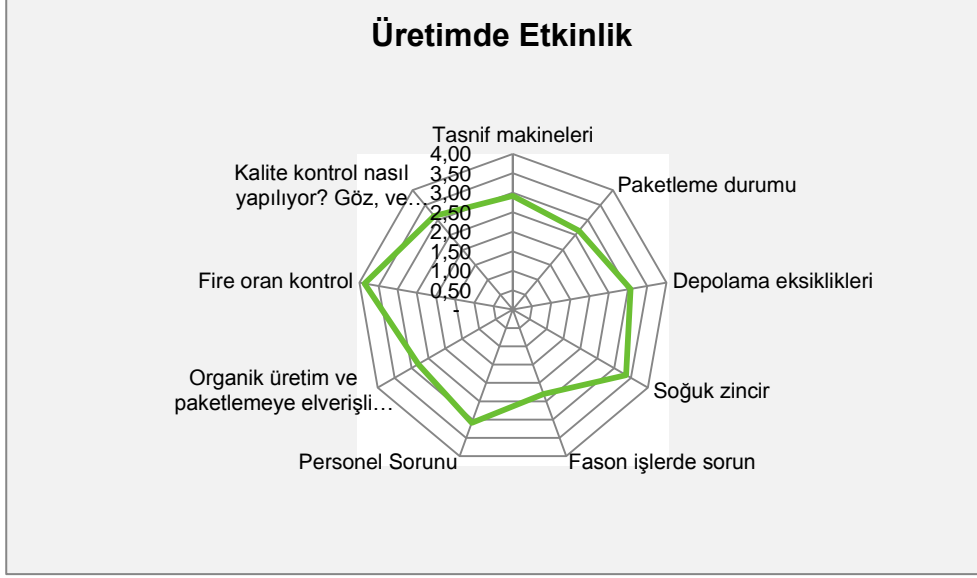 Üretimde Etkinlik
Tasnif makineleri
4,00
3,50
3,00
2,50
2,00
1,50
1,00
0,50
-
Paketleme durumu
Depolama eksiklikleri
Soğuk zincir
Fason işlerde sorun
Personel Sorunu
Organik üretim ve
paketlemeye elverişli…
Fire oran kontrol
Kalite kontrol nasıl
yapılıyor? Göz, ve…